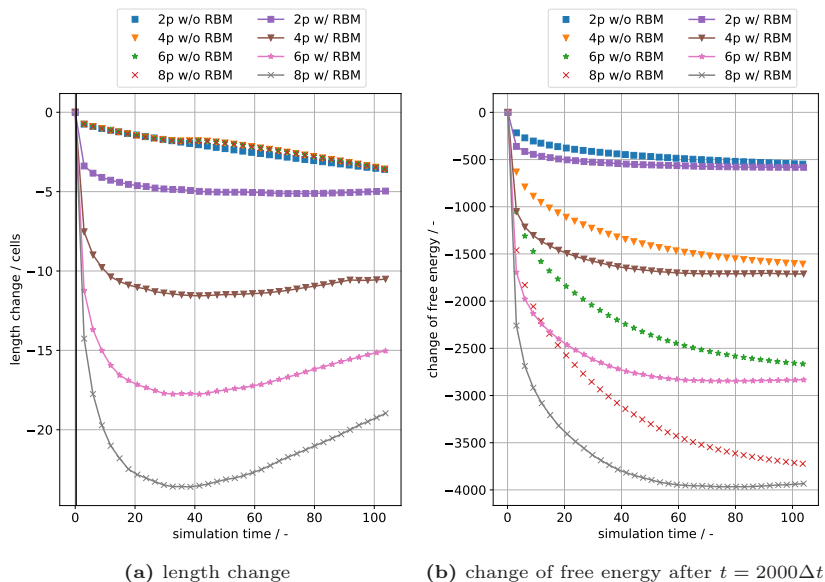 2p w/o RBM
4p w/o RBM
6p w/o RBM
8p w/o RBM
2p w/ RBM
4p w/ RBM
6p w/ RBM
8p w/ RBM
0
−5
−10
−15
−20
length change / cells
0
20
40
60
80
100
simulation time / -
(a) length change
2p w/o RBM
4p w/o RBM
6p w/o RBM
8p w/o RBM
2p w/ RBM
4p w/ RBM
6p w/ RBM
8p w/ RBM
0
−500
−1000
−1500
−2000
−2500
−3000
−3500
−4000
change of free energy / -
0
20
40
60
80
100
simulation time / -
(b) change of free energy after t = 2000Δt